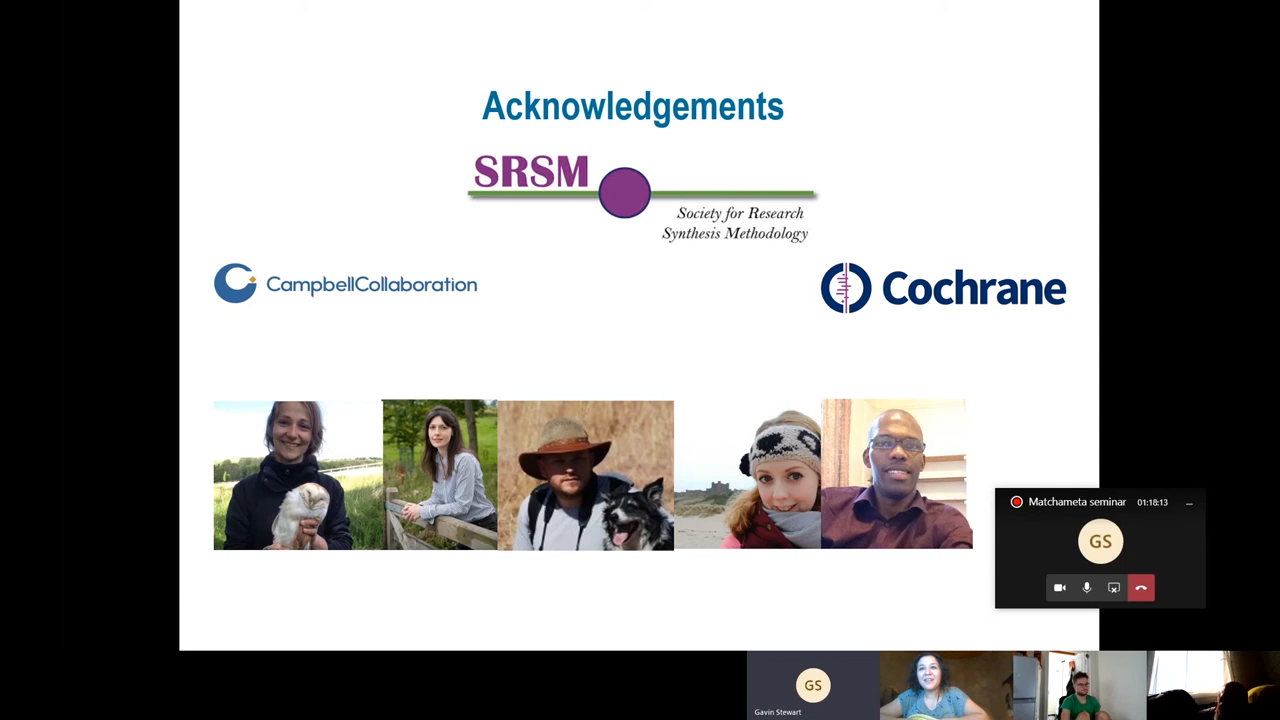 Acknowledgements
SRSM
Society for Research
Synthesis Methodology
CampbellCollaboration
Cochrane
Matchameta seminar 01:18:13
GS
GS
Gavin Stewart